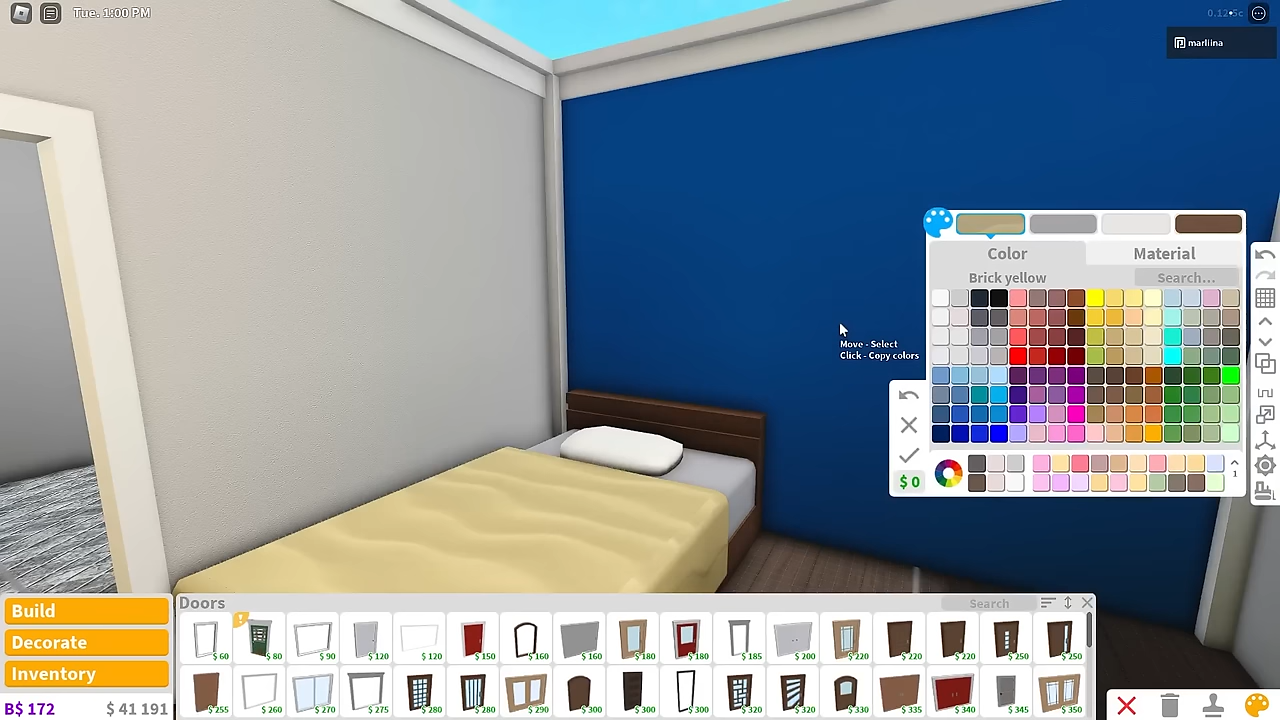 Tue. 1:00 PM
marllina
Color
Material
Brick yellow
Search...
Move - Select
Click - Copy colors
$ 0
1
Build
Decorate
Inventory
B$ 172
$ 41 191
Doors
Search
$ 60
$ 80
$ 90
$ 120
$ 120
$ 150
$ 160
$ 160
$ 180
$ 180
$ 185
$ 200
$ 220
$ 220
$ 220
$ 250
$ 250
$ 255
$ 260
$ 270
$ 275
$ 280
$ 280
$ 290
$ 300
$ 300
$ 300
$ 320
$ 320
$ 330
$ 335
$ 340
$ 345
$ 350